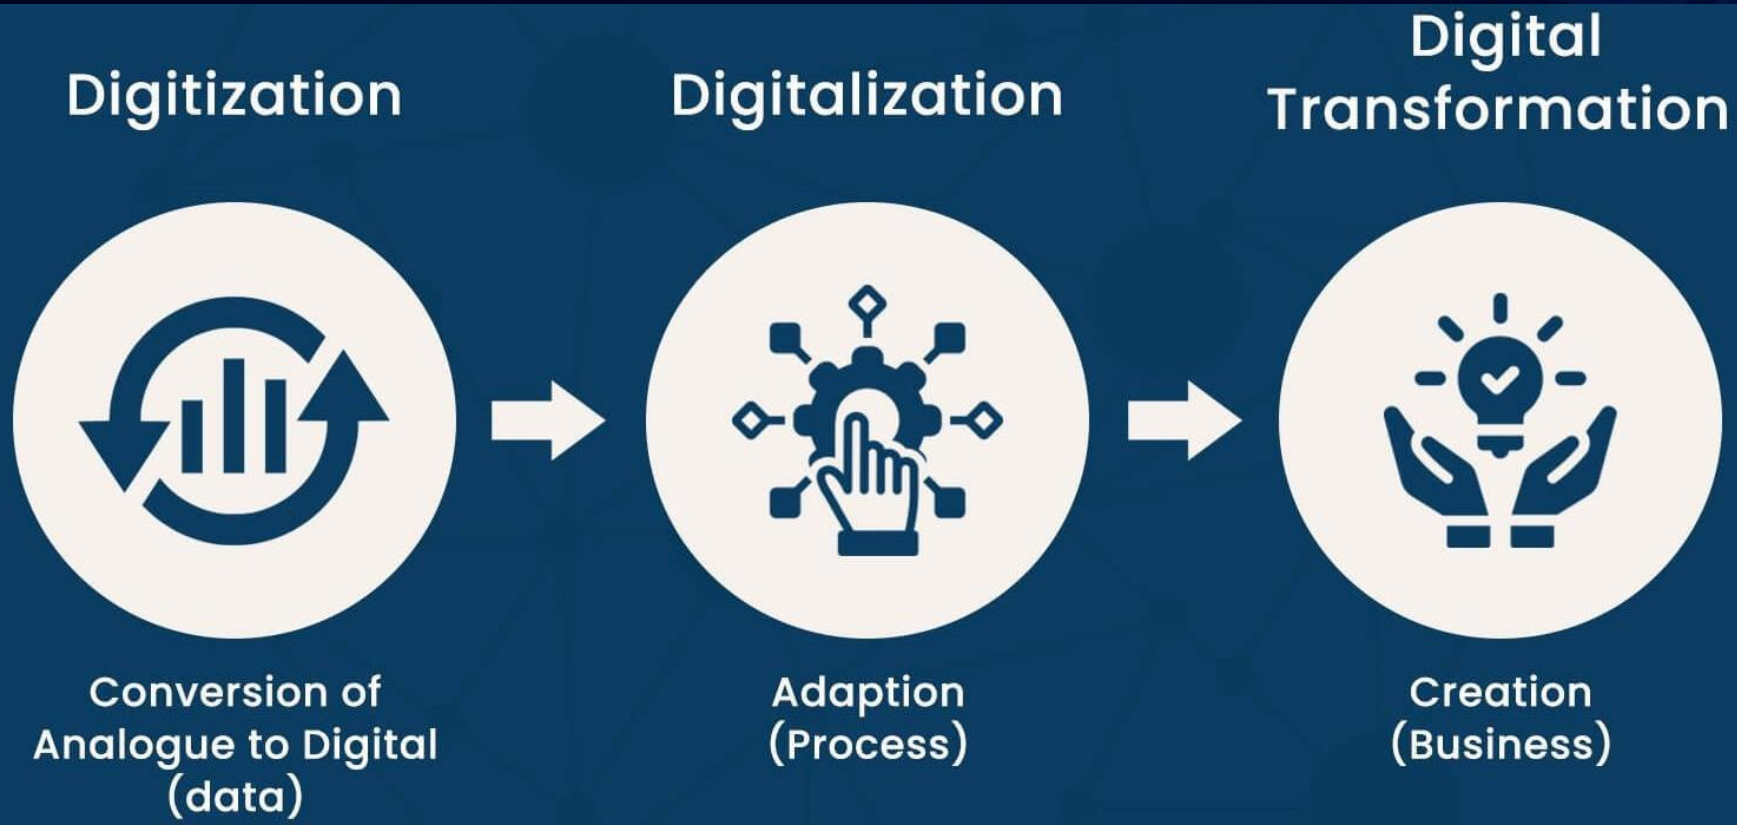 Digitization
Digitalization
Digital
Transformation
Conversion of
Analogue to Digital
(data)
Adaption
(Process)
Creation
(Business)